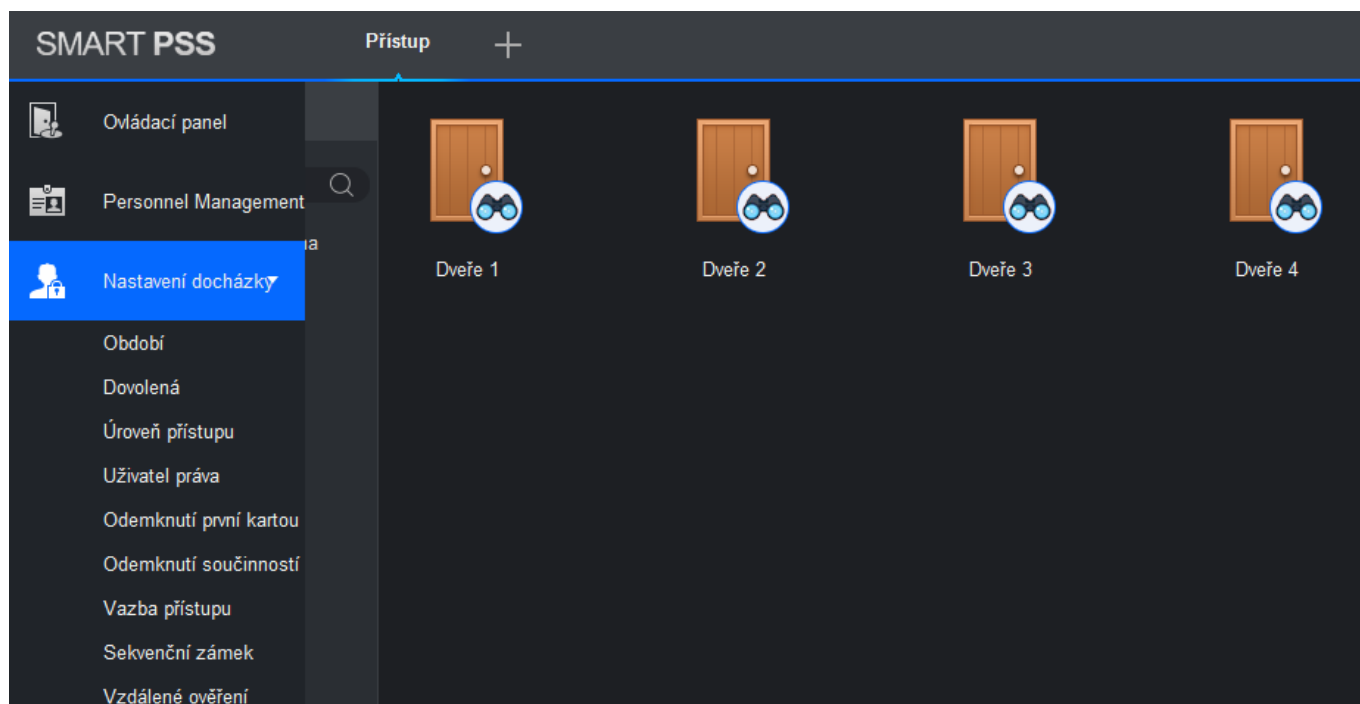 SMART PSS
Přístup
Ovládací panel
Personnel Management
Nastavení docházky
Období
Dovolená
Úroveň přístupu
Uživatel práva
Odemknutí první kartou
Odemknutí součinností
Vazba přístupu
Sekvenční zámek
Vzdálené ověření
Dveře 1
Dveře 2
Dveře 3
Dveře 4